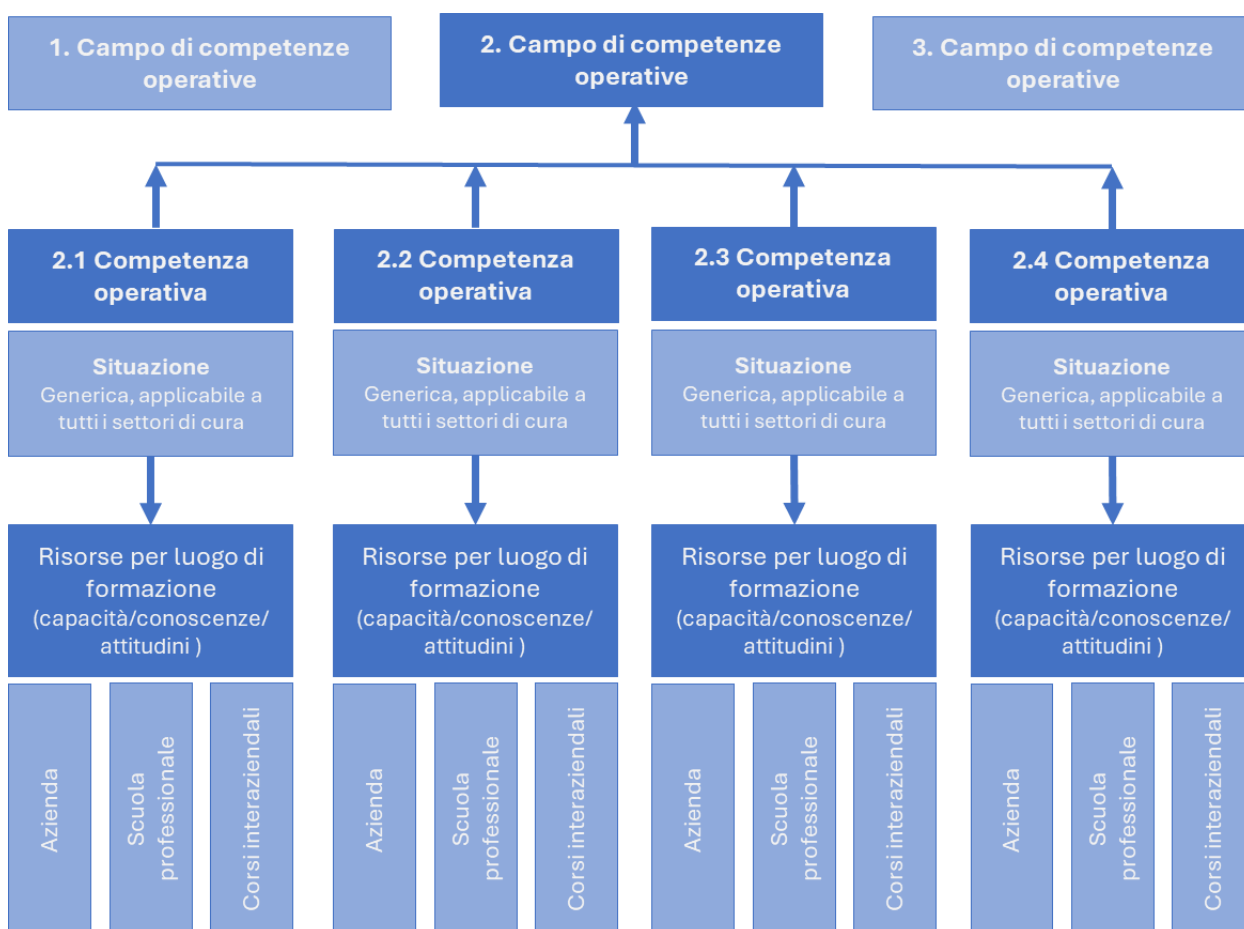 1. Campo di competenze
operative
2. Campo di competenze
operative
3. Campo di competenze
operative
2.1 Competenza
operativa
2.2 Competenza
operativa
2.3 Competenza
operativa
2.4 Competenza
operativa
Situazione
Generica, applicabile a
tutti i settori di cura
Situazione
Generica, applicabile a
tutti i settori di cura
Situazione
Generica, applicabile a
tutti i settori di cura
Situazione
Generica, applicabile a
tutti i settori di cura
Risorse per luogo di
formazione
(capacità/conoscenze/
attitudini )
Risorse per luogo di
formazione
(capacità/conoscenze/
attitudini )
Risorse per luogo di
formazione
(capacità/conoscenze/
attitudini )
Risorse per luogo di
formazione
(capacità/conoscenze/
attitudini )
Azienda
Scuola
professionale
Corsi interaziendali
Azienda
Scuola
professionale
Corsi interaziendali
Azienda
Scuola
professionale
Corsi interaziendali
Azienda
Scuola
professionale
Corsi interaziendali